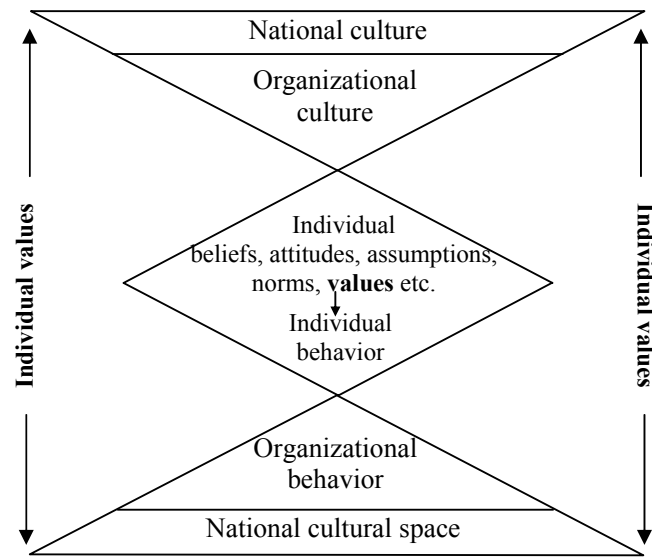 National culture
Organizational
culture
Individual values
Individual
beliefs, attitudes, assumptions,
norms, values etc.
Individual
behavior
Individual values
Organizational
behavior
National cultural space